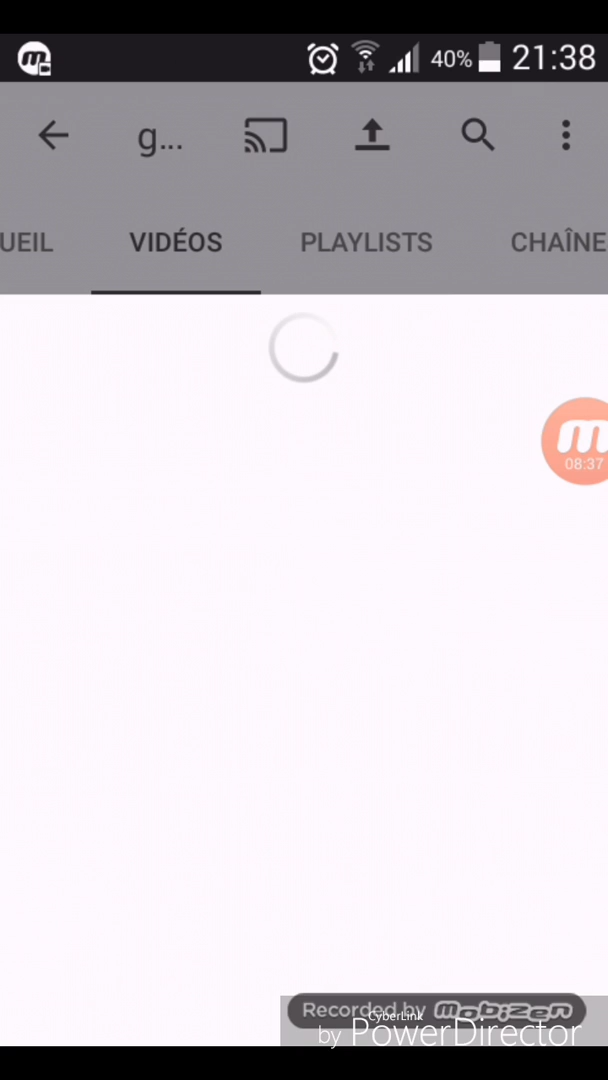 40% 21:38
g...
UEIL VIDÉOS PLAYLISTS CHAÎNE
m
08:37
Recorded by mobizen
CyberLink
by PowerDirector